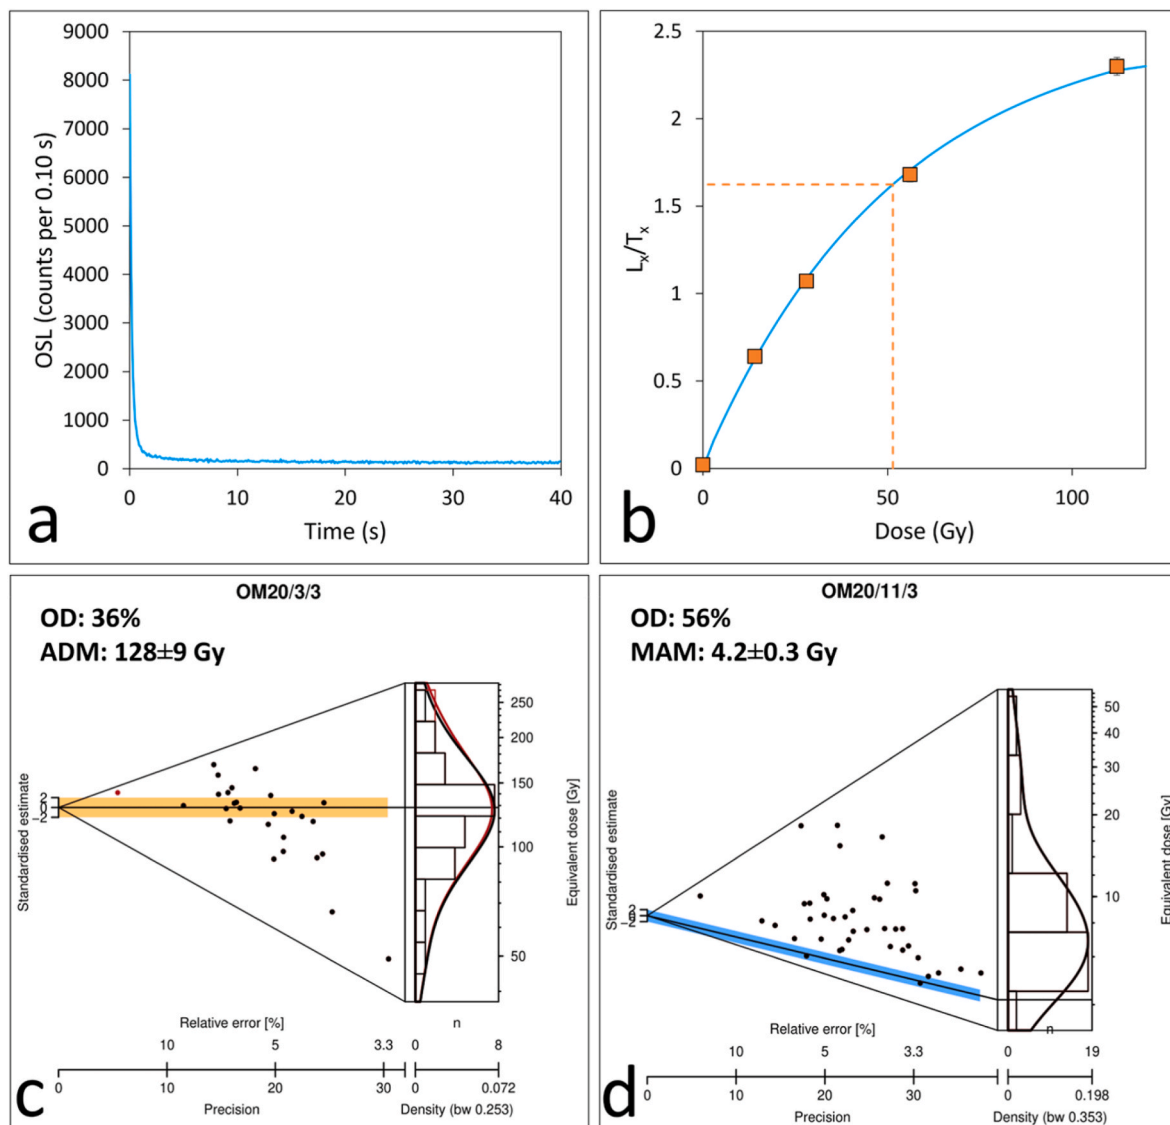 9000
8000
7000
6000
5000
4000
3000
2000
1000
0
OSL (counts per 0.10 s)
0 10 20 30 40
Time (s)
a
2.5
2
1.5
1
0.5
0
Lx/Tx
0 50 100
Dose (Gy)
b
OM20/3/3
OD: 36%
ADM: 128±9 Gy
Standardised estimate
2
0
-2
250
200
150
100
50
Equivalent dose [Gy]
Relative error [%]
10 5 3.3
0 10 20 30
Precision
n
0 8
0 0.072
Density (bw 0.253)
c
OM20/11/3
OD: 56%
MAM: 4.2±0.3 Gy
Standardised estimate
2
0
-2
50
40
30
20
10
Equivalent dose [Gy]
Relative error [%]
10 5 3.3
0 10 20 30
Precision
n
0 19
0 0.198
Density (bw 0.353)
d